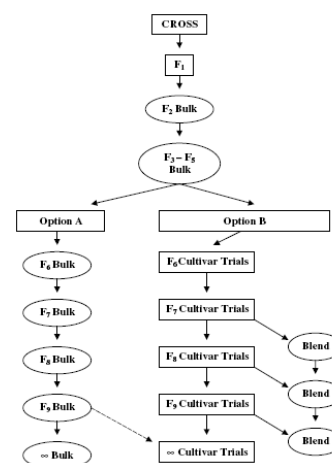 CROSS
F₁
F₂ Bulk
F₃ – F₅
Bulk
Option A
Option B
F₆ Bulk
F₆ Cultivar Trials
F₇ Bulk
F₇ Cultivar Trials
Blend
F₈ Bulk
F₈ Cultivar Trials
Blend
F₉ Bulk
F₉ Cultivar Trials
Blend
∞ Bulk
∞ Cultivar Trials